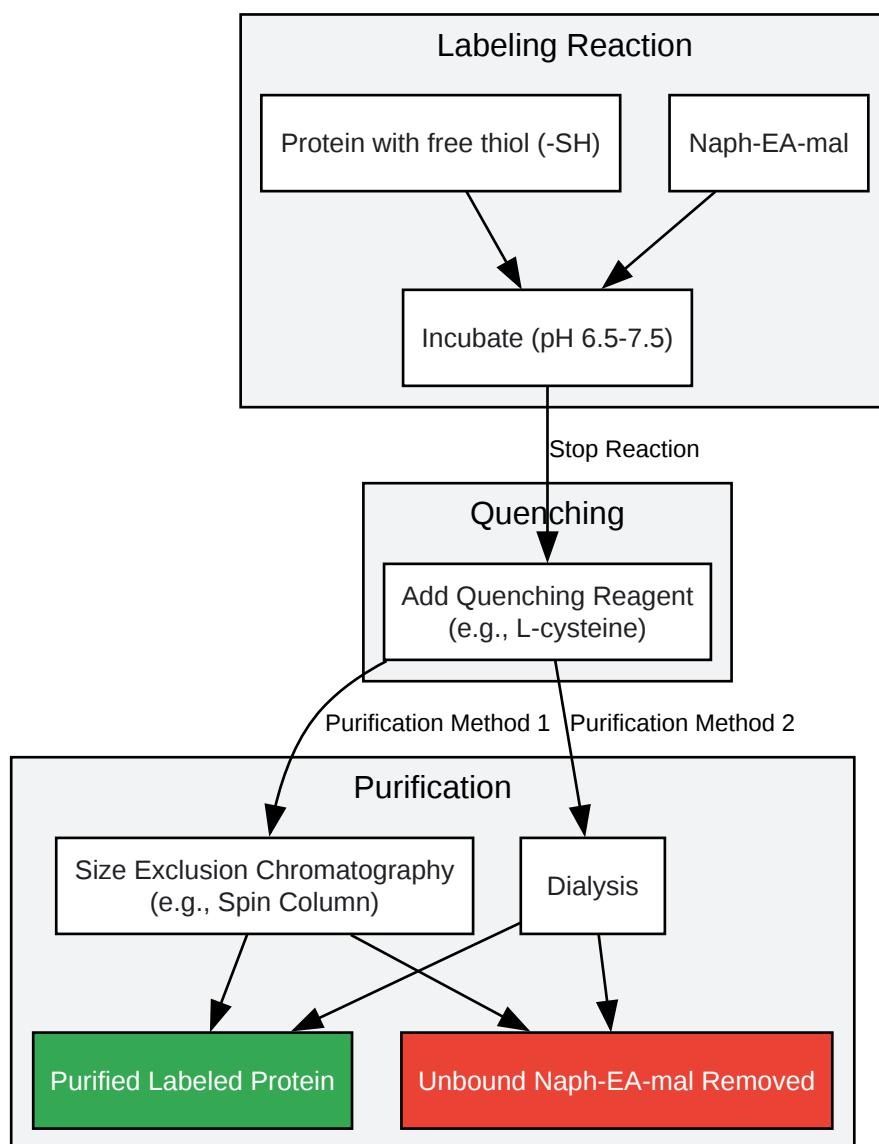 Labeling Reaction
Protein with free thiol (-SH)
Naph-EA-mal
Incubate (pH 6.5-7.5)
Stop Reaction
Quenching
Add Quenching Reagent
(e.g., L-cysteine)
Purification Method 1
Purification Method 2
Purification
Size Exclusion Chromatography
(e.g., Spin Column)
Dialysis
Purified Labeled Protein
Unbound Naph-EA-mal Removed